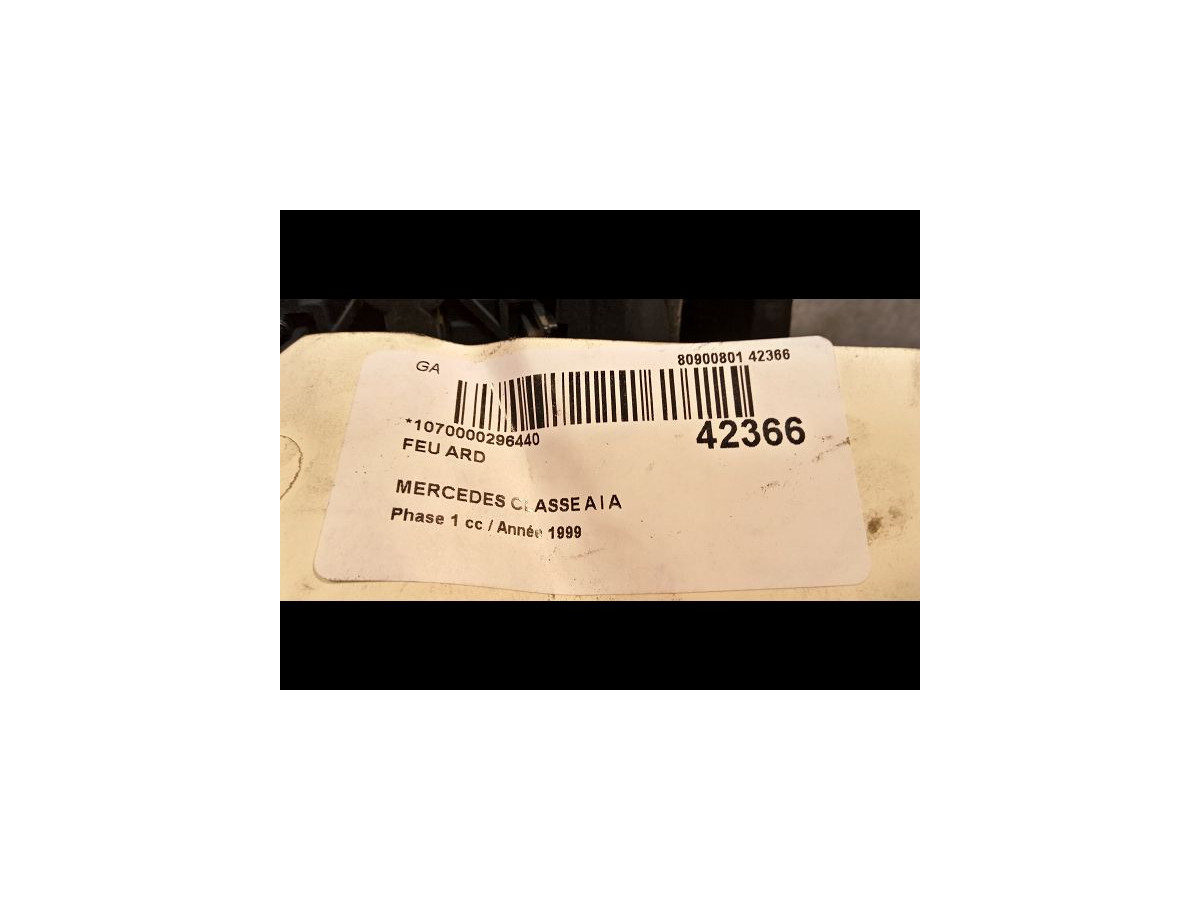 GA
80900801 42366
*1070000296440
42366
FEU ARD
MERCEDES CLASSE A I A
Phase 1 cc / Année 1999